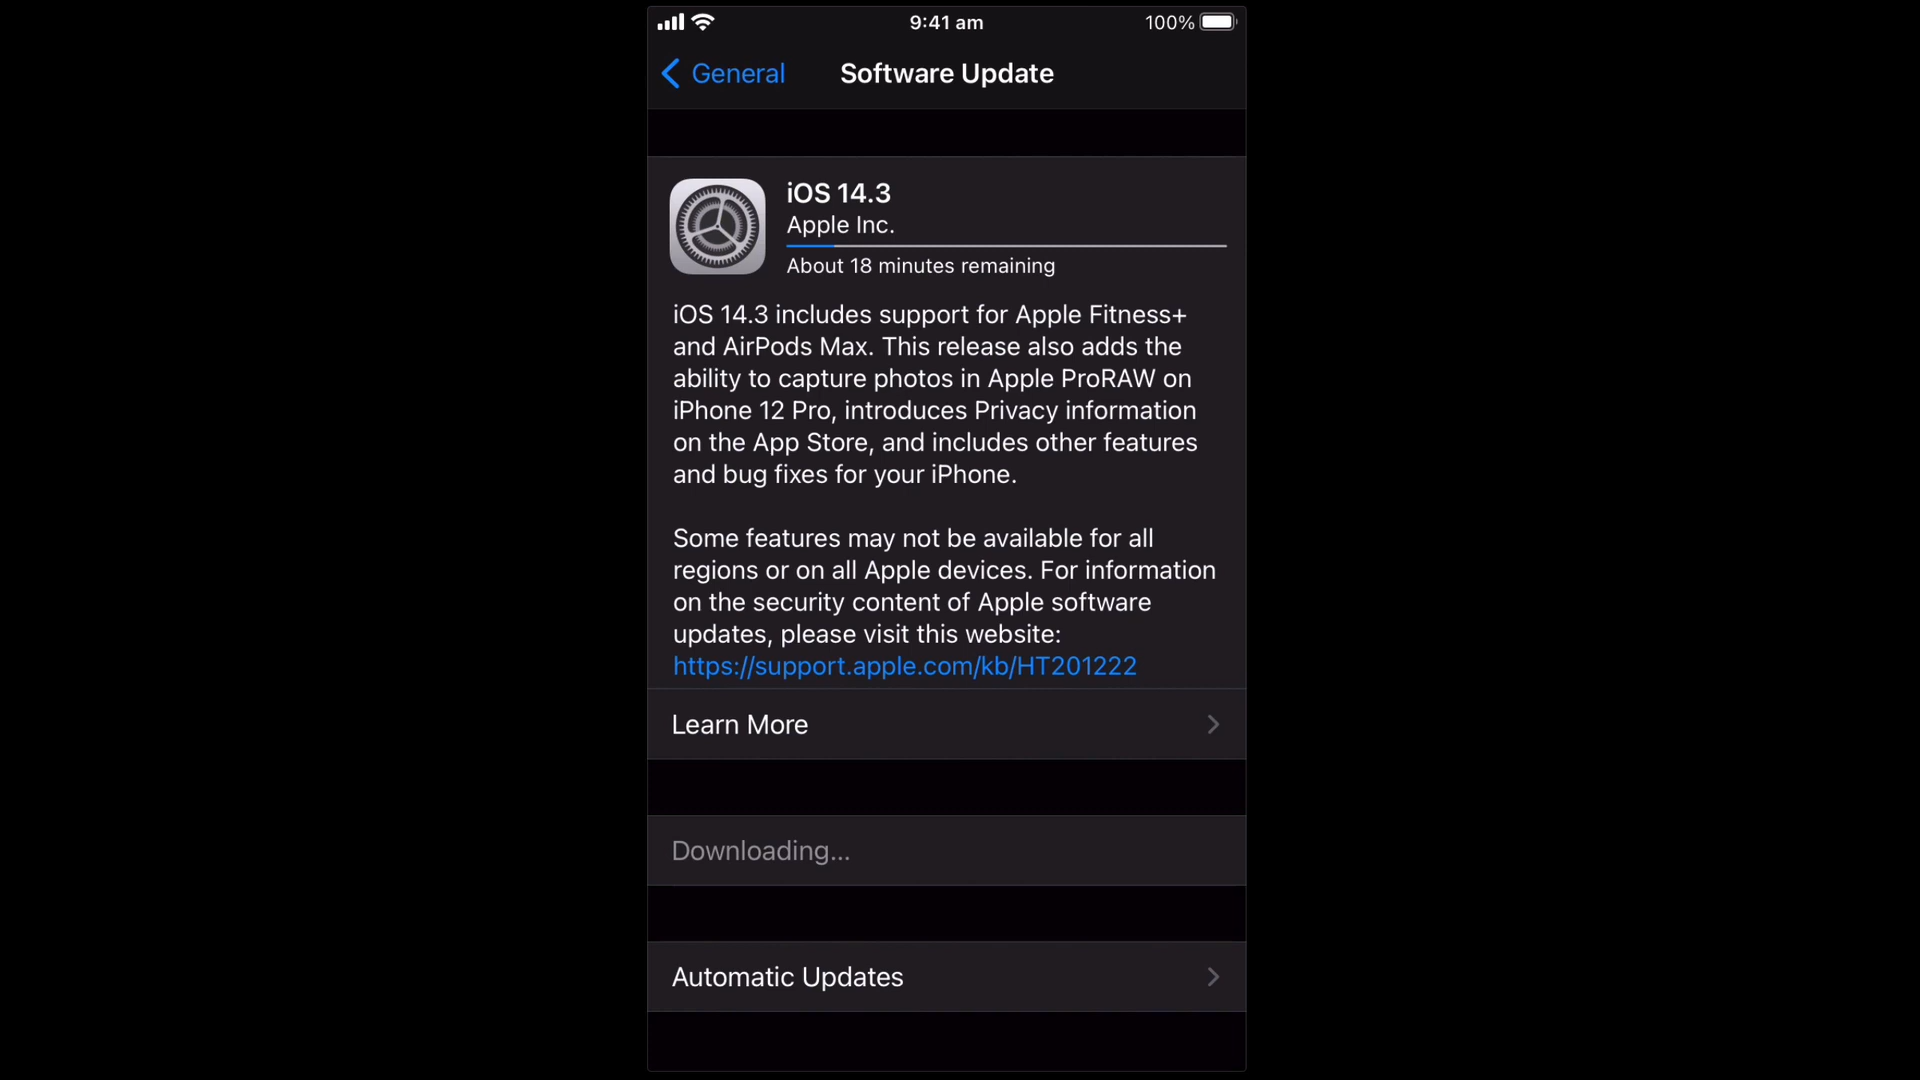 9:41 am 100%
General Software Update
iOS 14.3
Apple Inc.
About 18 minutes remaining
iOS 14.3 includes support for Apple Fitness+
and AirPods Max. This release also adds the
ability to capture photos in Apple ProRAW on
iPhone 12 Pro, introduces Privacy information
on the App Store, and includes other features
and bug fixes for your iPhone.
Some features may not be available for all
regions or on all Apple devices. For information
on the security content of Apple software
updates, please visit this website:
https://support.apple.com/kb/HT201222
Learn More
Downloading...
Automatic Updates